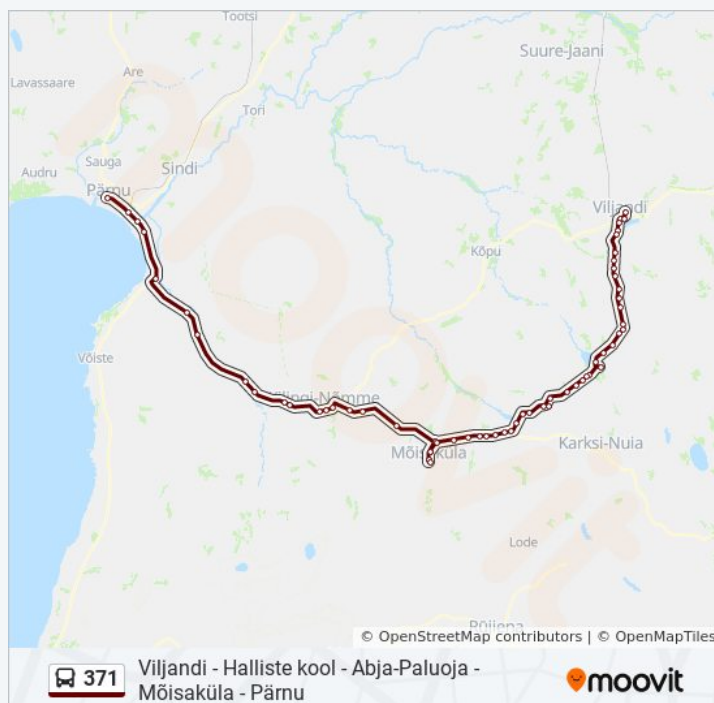 Tootsi
Suure-Jaani
Lavassaare
Are
Tori
Sauga
Sindi
Audru
Pärnu
Viljandi
Kõpu
Võiste
Mõisaküla
Karksi-Nuia
Lode
moovit
© OpenStreetMap contributors | © OpenMapTiles
371
Viljandi - Halliste kool - Abja-Paluoja -
Mõisaküla - Pärnu
moovit